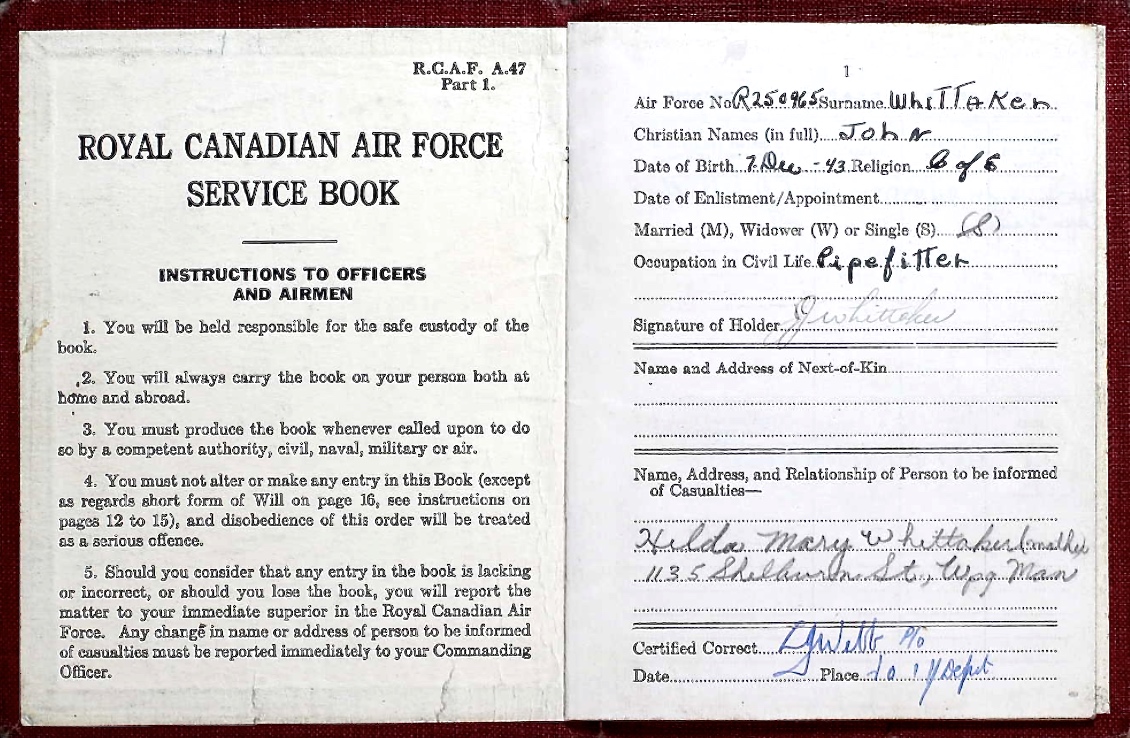 R.C.A.F. A.47
Part 1.
ROYAL CANADIAN AIR FORCE
SERVICE BOOK
INSTRUCTIONS TO OFFICERS
AND AIRMEN
1. You will be held responsible for the safe custody of the
book.
2. You will always carry the book on your person both at
home and abroad.
3. You must produce the book whenever called upon to do
so by a competent authority, civil, naval, military or air.
4. You must not alter or make any entry in this Book (except
as regards short form of Will on page 16, see instructions on
pages 12 to 15), and disobedience of this order will be treated
as a serious offence.
5. Should you consider that any entry in the book is lacking
or incorrect, or should you lose the book, you will report the
matter to your immediate superior in the Royal Canadian Air
Force. Any change in name or address of person to be informed
of casualties must be reported immediately to your Commanding
Officer.
1
Air Force No R250965 Surname WhiTTaKer
Christian Names (in full) John
Date of Birth 7 Dec - 43 Religion C of E
Date of Enlistment/Appointment
Married (M), Widower (W) or Single (S) (S)
Occupation in Civil Life PipefiTTer
Signature of Holder J Whittaker
Name and Address of Next-of-Kin
Name, Address, and Relationship of Person to be informed
of Casualties—
Hilda Mary Whittaker (mother
1135 Shelburn St., Wpg Man
Certified Correct Webb P/O
Date Place Depot